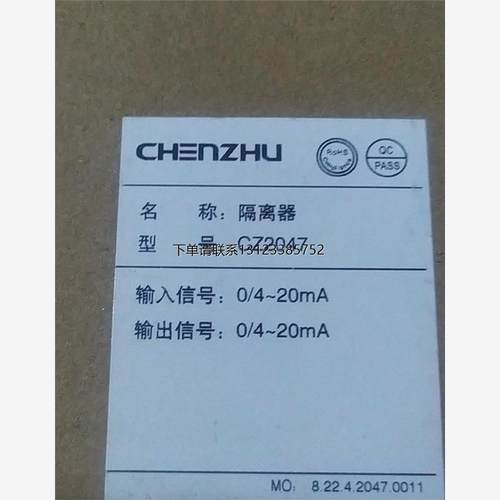 CHENZHU
RoHS
Compliance
QC
PASS
名 称：隔离器
型 号：CZ2047
下单请联系13123385752
输入信号：0/4~20mA
输出信号：0/4~20mA
MO：8.22.4.2047.0011